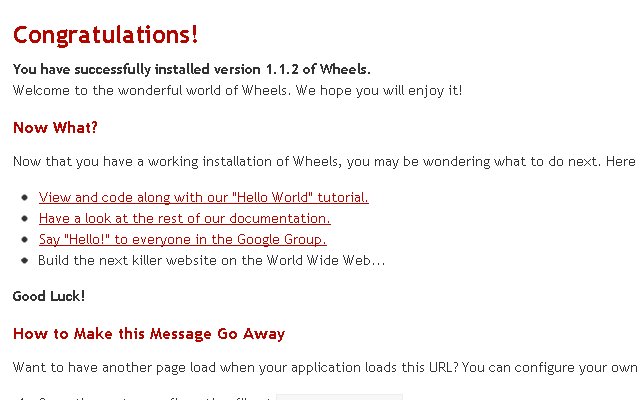 Congratulations!
You have successfully installed version 1.1.2 of Wheels.
Welcome to the wonderful world of Wheels. We hope you will enjoy it!
Now What?
Now that you have a working installation of Wheels, you may be wondering what to do next. Here
View and code along with our "Hello World" tutorial.
Have a look at the rest of our documentation.
Say "Hello!" to everyone in the Google Group.
Build the next killer website on the World Wide Web...
Good Luck!
How to Make this Message Go Away
Want to have another page load when your application loads this URL? You can configure your own